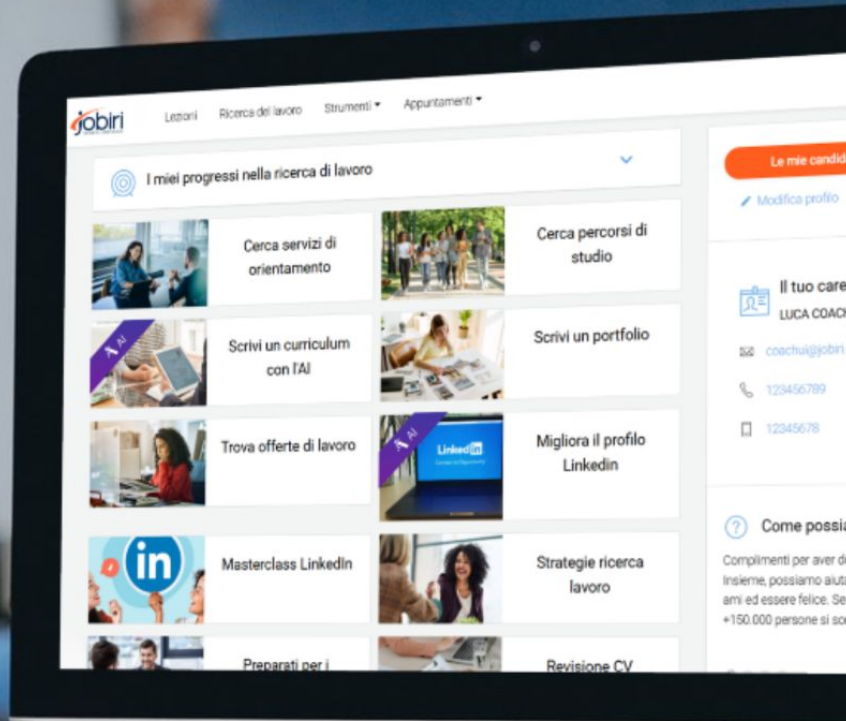 jobiri
Lezioni
Ricerca del lavoro
Strumenti
Appuntamenti
I miei progressi nella ricerca di lavoro
Cerca servizi di
orientamento
Cerca percorsi di
studio
AI
Scrivi un curriculum
con l'AI
Scrivi un portfolio
Trova offerte di lavoro
AI
Linked in
Migliora il profilo
Linkedin
in
Masterclass LinkedIn
Strategie ricerca
lavoro
Preparati per i
Revisione CV
Le mie candid
Modifica profilo
Il tuo care
LUCA COACH
coachui@jobiri
123456789
12345678
?
Come possia
Complimenti per aver d
Insieme, possiamo aiuta
ami ed essere felice. Se
+150.000 persone si sor